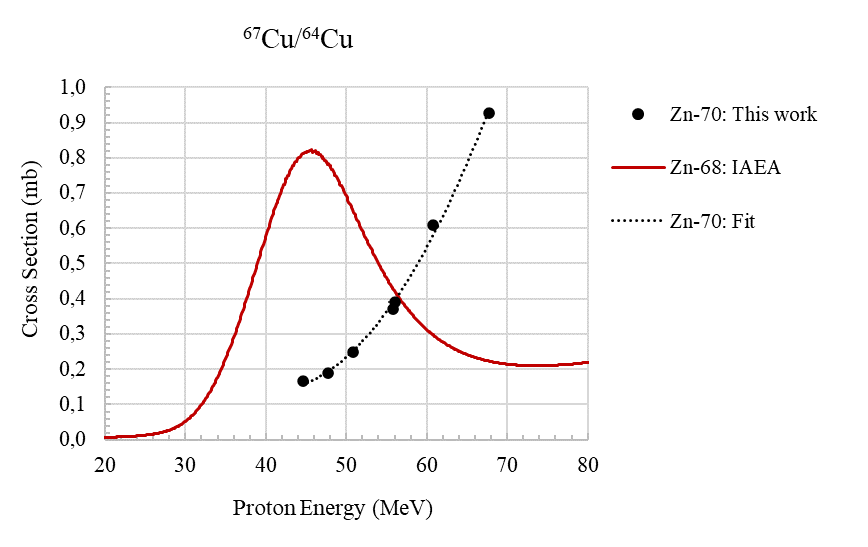 ⁶⁷Cu/⁶⁴Cu
Cross Section (mb)
1,0
0,9
0,8
0,7
0,6
0,5
0,4
0,3
0,2
0,1
0,0
20 30 40 50 60 70 80
Proton Energy (MeV)
Zn-70: This work
Zn-68: IAEA
Zn-70: Fit